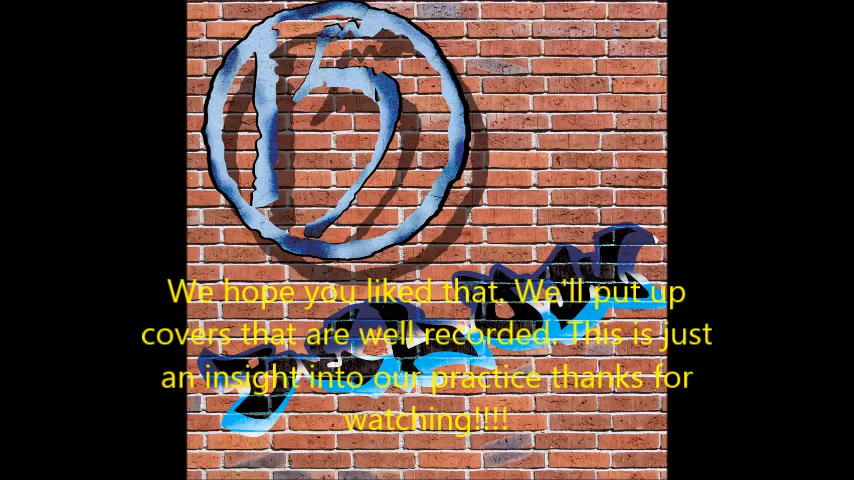 15
We hope you liked that. We'll put up
covers that are well recorded. This is just
an insight into our practice thanks for
watching!!!!